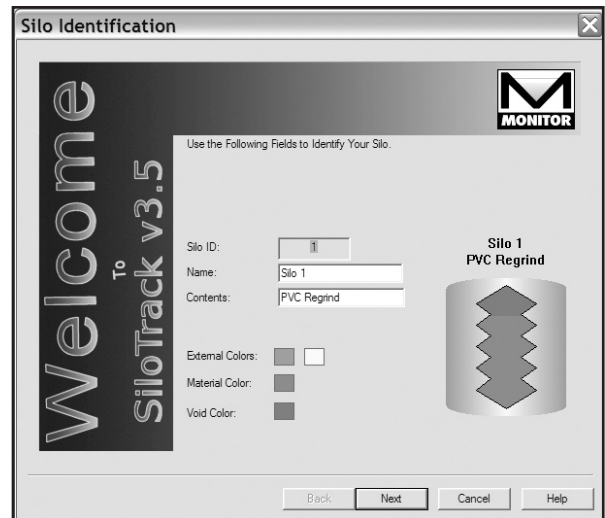 Silo Identification
Welcome
To
SiloTrack v3.5
MONITOR
Use the Following Fields to Identify Your Silo.
Silo ID: 1
Name: Silo 1
Contents: PVC Regrind
External Colors:
Material Color:
Void Color:
Silo 1
PVC Regrind
Back Next Cancel Help